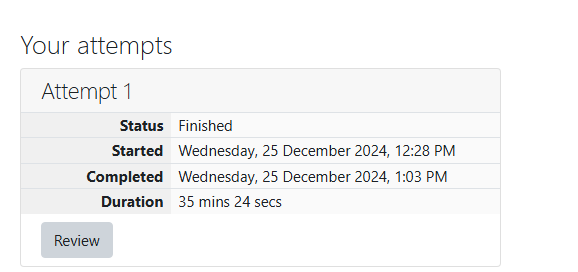 Your attempts
Attempt 1
Status Finished
Started Wednesday, 25 December 2024, 12:28 PM
Completed Wednesday, 25 December 2024, 1:03 PM
Duration 35 mins 24 secs
Review